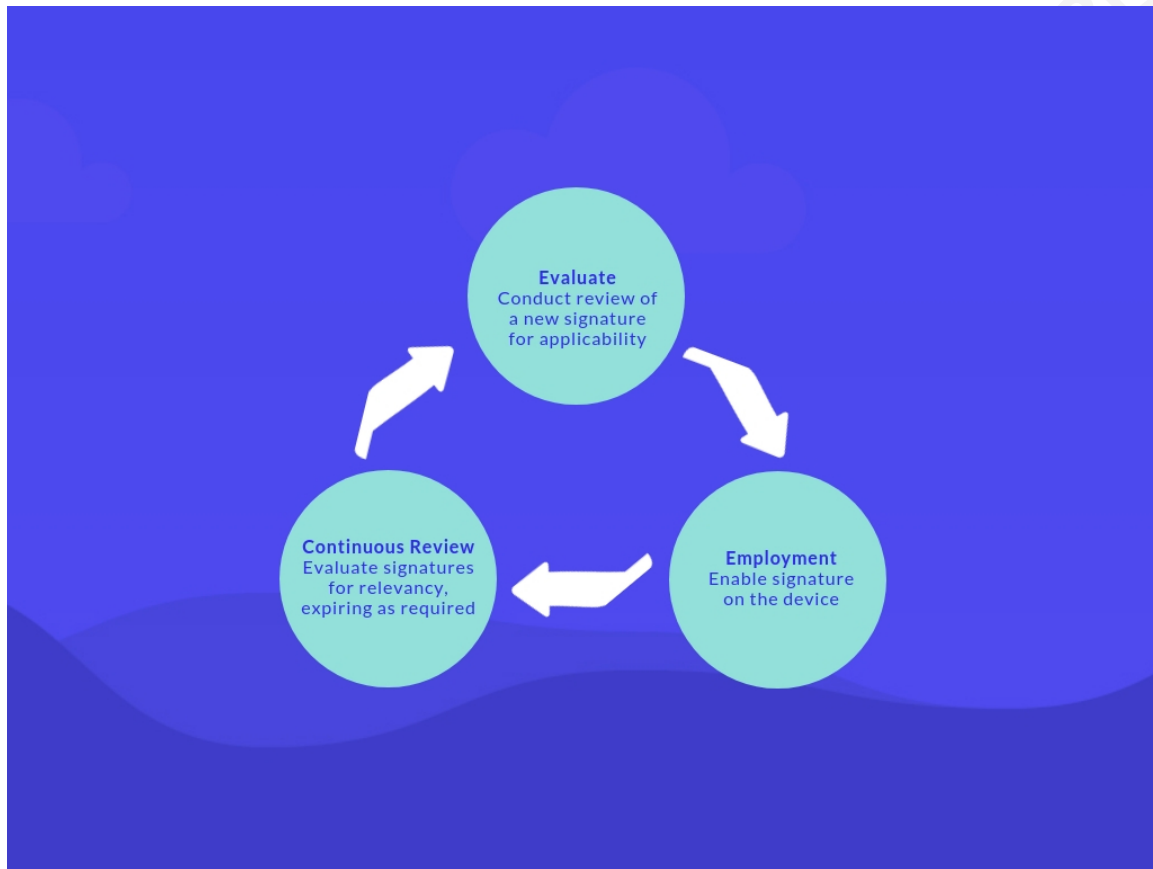 Evaluate
Conduct review of
a new signature
for applicability
Continuous Review
Evaluate signatures
for relevancy,
expiring as required
Employment
Enable signature
on the device